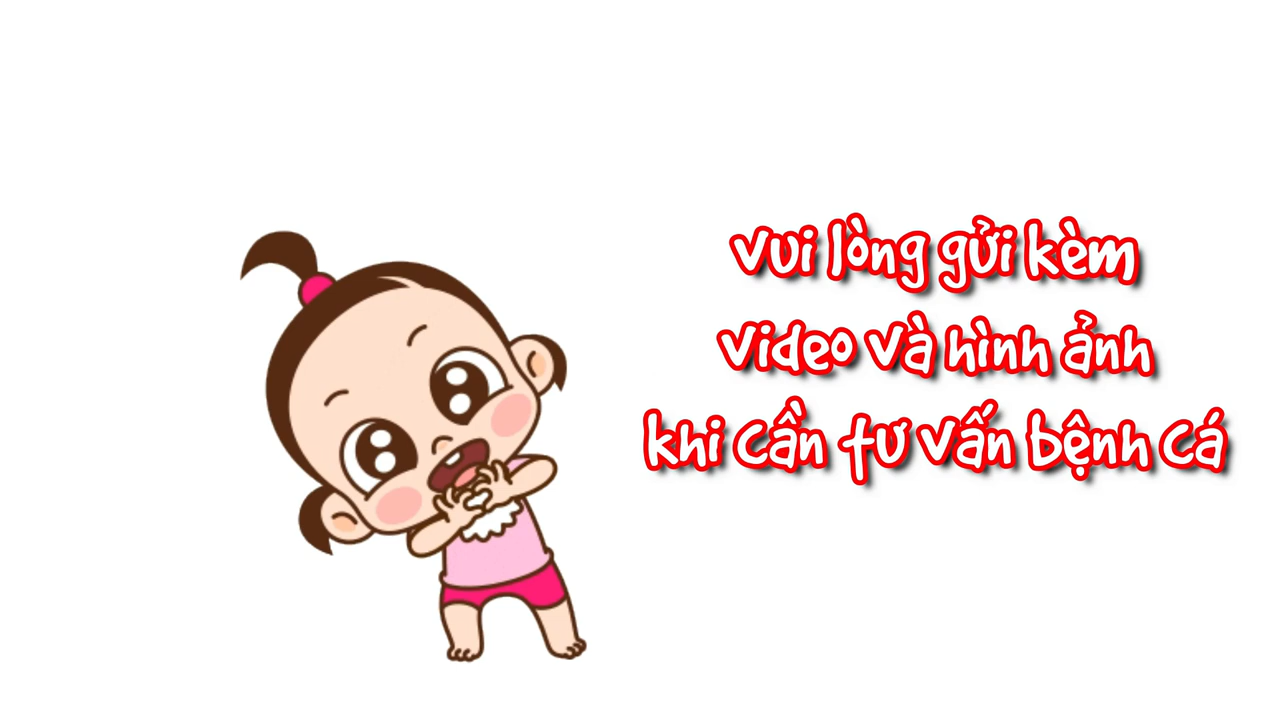 vui lòng gửi kèm
video và hình ảnh
khi cần tư vấn bệnh cá